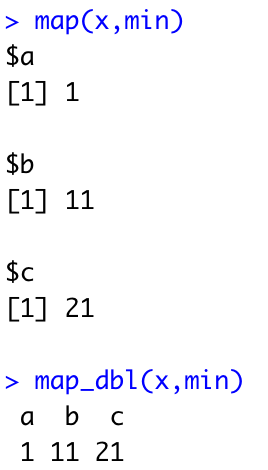 > map(x,min)
$a
[1] 1
$b
[1] 11
$c
[1] 21
> map_dbl(x,min)
a b c
1 11 21